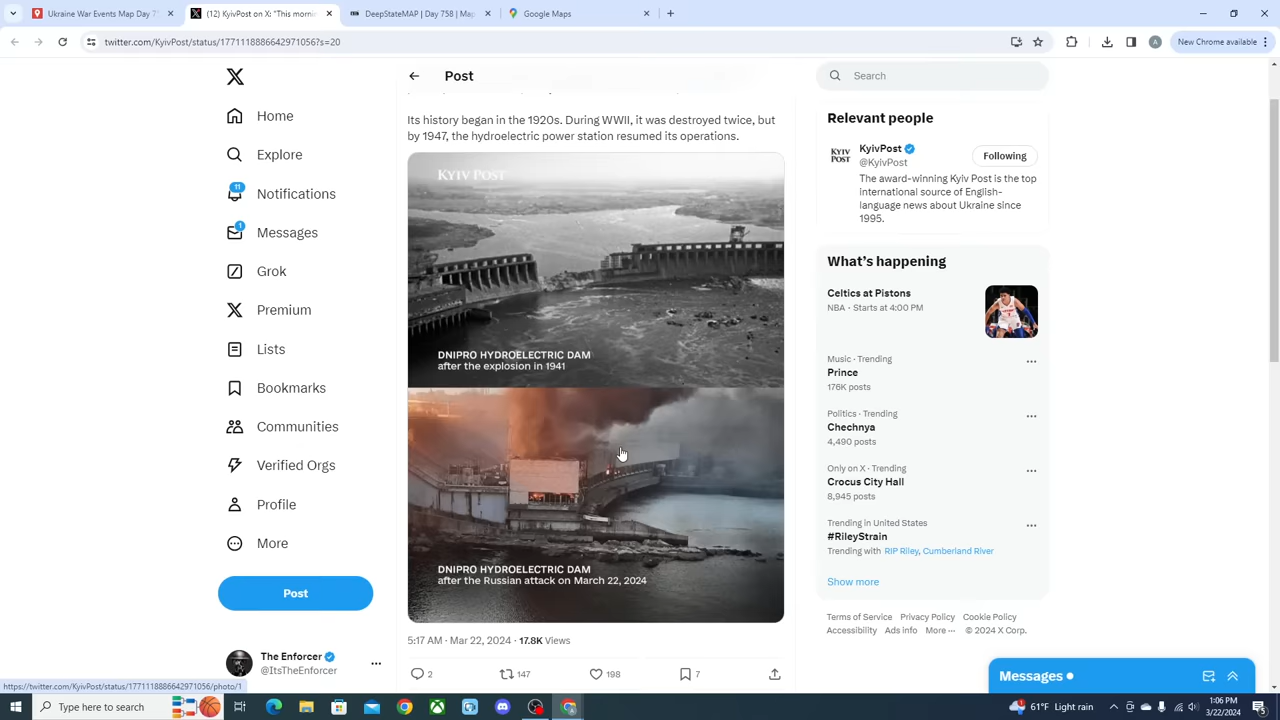 Ukraine War Events Map Day 7
(12) KyivPost on X: "This morni
DeepStateMAP | Day 758 | Ma
Google Maps
twitter.com/KyivPost/status/1771118886642971056?s=20
New Chrome available
Home
Explore
11
Notifications
1
Messages
Grok
Premium
Lists
Bookmarks
Communities
Verified Orgs
Profile
More
Post
The Enforcer
@ItsTheEnforcer
Post
Its history began in the 1920s. During WWII, it was destroyed twice, but
by 1947, the hydroelectric power station resumed its operations.
KYIV POST
DNIPRO HYDROELECTRIC DAM
after the explosion in 1941
DNIPRO HYDROELECTRIC DAM
after the Russian attack on March 22, 2024
5:17 AM · Mar 22, 2024 · 17.8K Views
2
147
198
7
Search
Relevant people
KYIV
POST
KyivPost
@KyivPost
Following
The award-winning Kyiv Post is the top
international source of English-
language news about Ukraine since
1995.
What's happening
Celtics at Pistons
NBA · Starts at 4:00 PM
Music · Trending
Prince
176K posts
Politics · Trending
Chechnya
4,490 posts
Only on X · Trending
Crocus City Hall
8,945 posts
Trending in United States
#RileyStrain
Trending with RIP Riley, Cumberland River
Show more
Terms of Service Privacy Policy Cookie Policy
Accessibility Ads info More ··· © 2024 X Corp.
Messages
https://twitter.com/KyivPost/status/1771118886642971056/photo/1
Type here to search
61°F Light rain
1:06 PM
3/22/2024